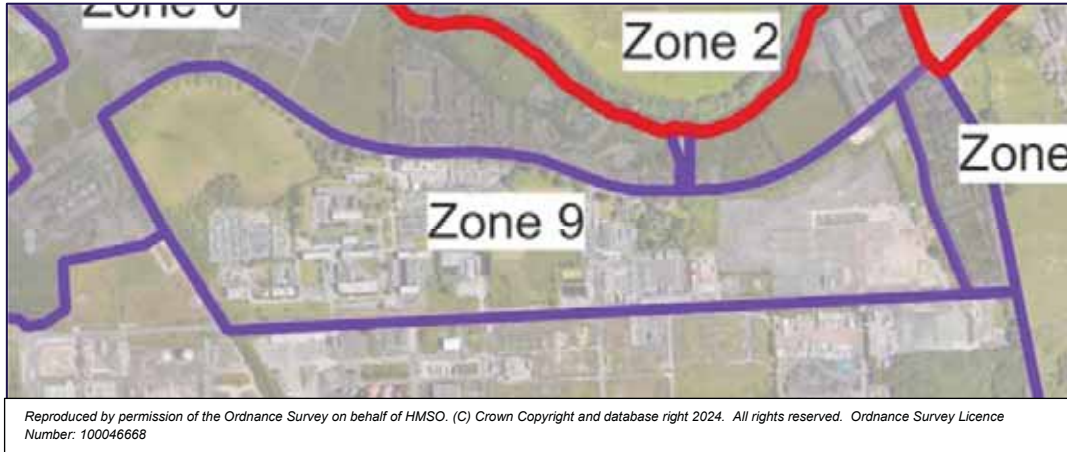 Zone 2
Zone
Zone 9
Reproduced by permission of the Ordnance Survey on behalf of HMSO. (C) Crown Copyright and database right 2024. All rights reserved. Ordnance Survey Licence
Number: 100046668